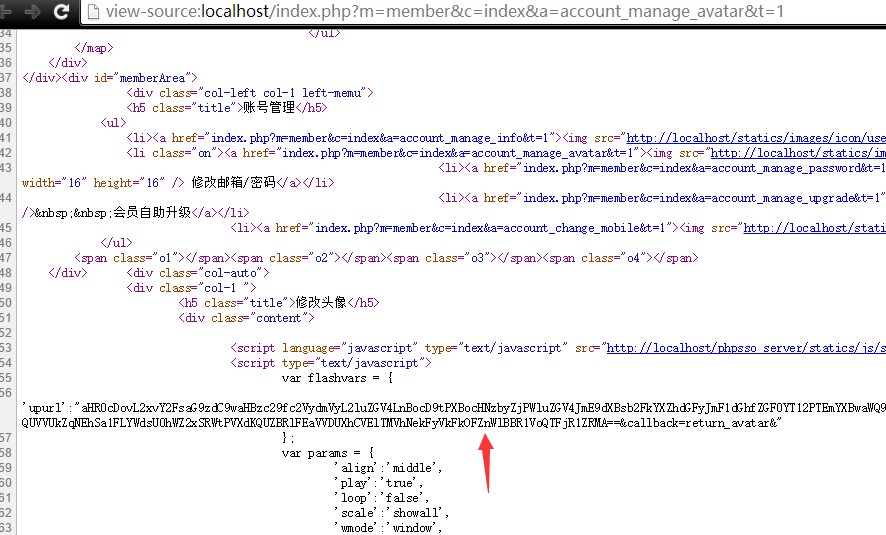 view-source:localhost/index.php?m=member&c=index&a=account_manage_avatar&t=1
34 </ul>
35 </map>
36 </div>
37 </div><div id="memberArea">
38 <div class="col-left col-1 left-memu">
39 <h5 class="title">账号管理</h5>
40 <ul>
41 <li><a href="index.php?m=member&c=index&a=account_manage_info&t=1"><img src="http://localhost/statics/images/icon/use
42 <li class="on"><a href="index.php?m=member&c=index&a=account_manage_avatar&t=1"><img src="http://localhost/statics/im
43 <li><a href="index.php?m=member&c=index&a=account_manage_password&t=1
width="16" height="16" /> 修改邮箱/密码</a></li>
44 <li><a href="index.php?m=member&c=index&a=account_manage_upgrade&t=1"
/>&nbsp;&nbsp;会员自助升级</a></li>
45 <li><a href="index.php?m=member&c=index&a=account_change_mobile&t=1"><img src="http://localhost/stati
46 </ul>
47 <span class="o1"></span><span class="o2"></span><span class="o3"></span><span class="o4"></span>
48 </div> <div class="col-auto">
49 <div class="col-1 ">
50 <h5 class="title">修改头像</h5>
51 <div class="content">
52
53 <script language="javascript" type="text/javascript" src="http://localhost/phpsso_server/statics/js/s
54 <script type="text/javascript">
55 var flashvars = {
56
'upurl':"
&callback=return_avatar&"
57 };
58 var params = {
59 'align':'middle',
60 'play':'true',
61 'loop':'false',
62 'scale':'showall',
63 'wmode':'window',